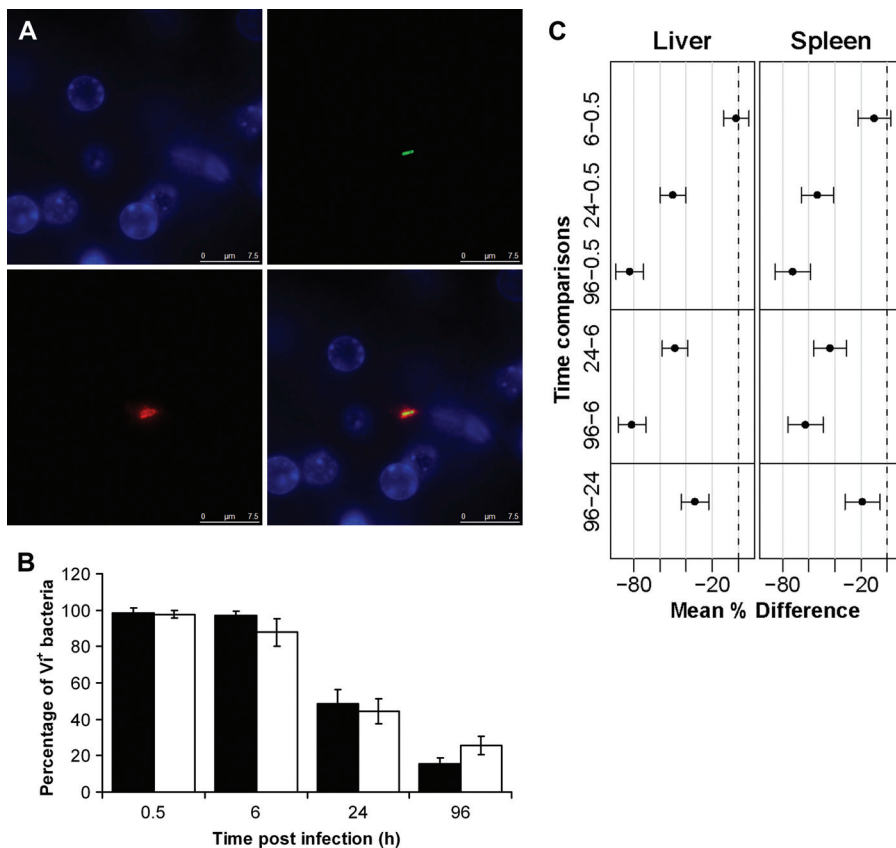 A
0 µm 7.5
0 µm 7.5
0 µm 7.5
0 µm 7.5
B
120
100
80
60
40
20
0
Percentage of Vi⁺ bacteria
0.5 6 24 96
Time post infection (h)
C
Liver Spleen
Time comparisons
6−0.5
24−0.5
96−0.5
24−6
96−6
96−24
−80 −20 −80 −20
Mean % Difference